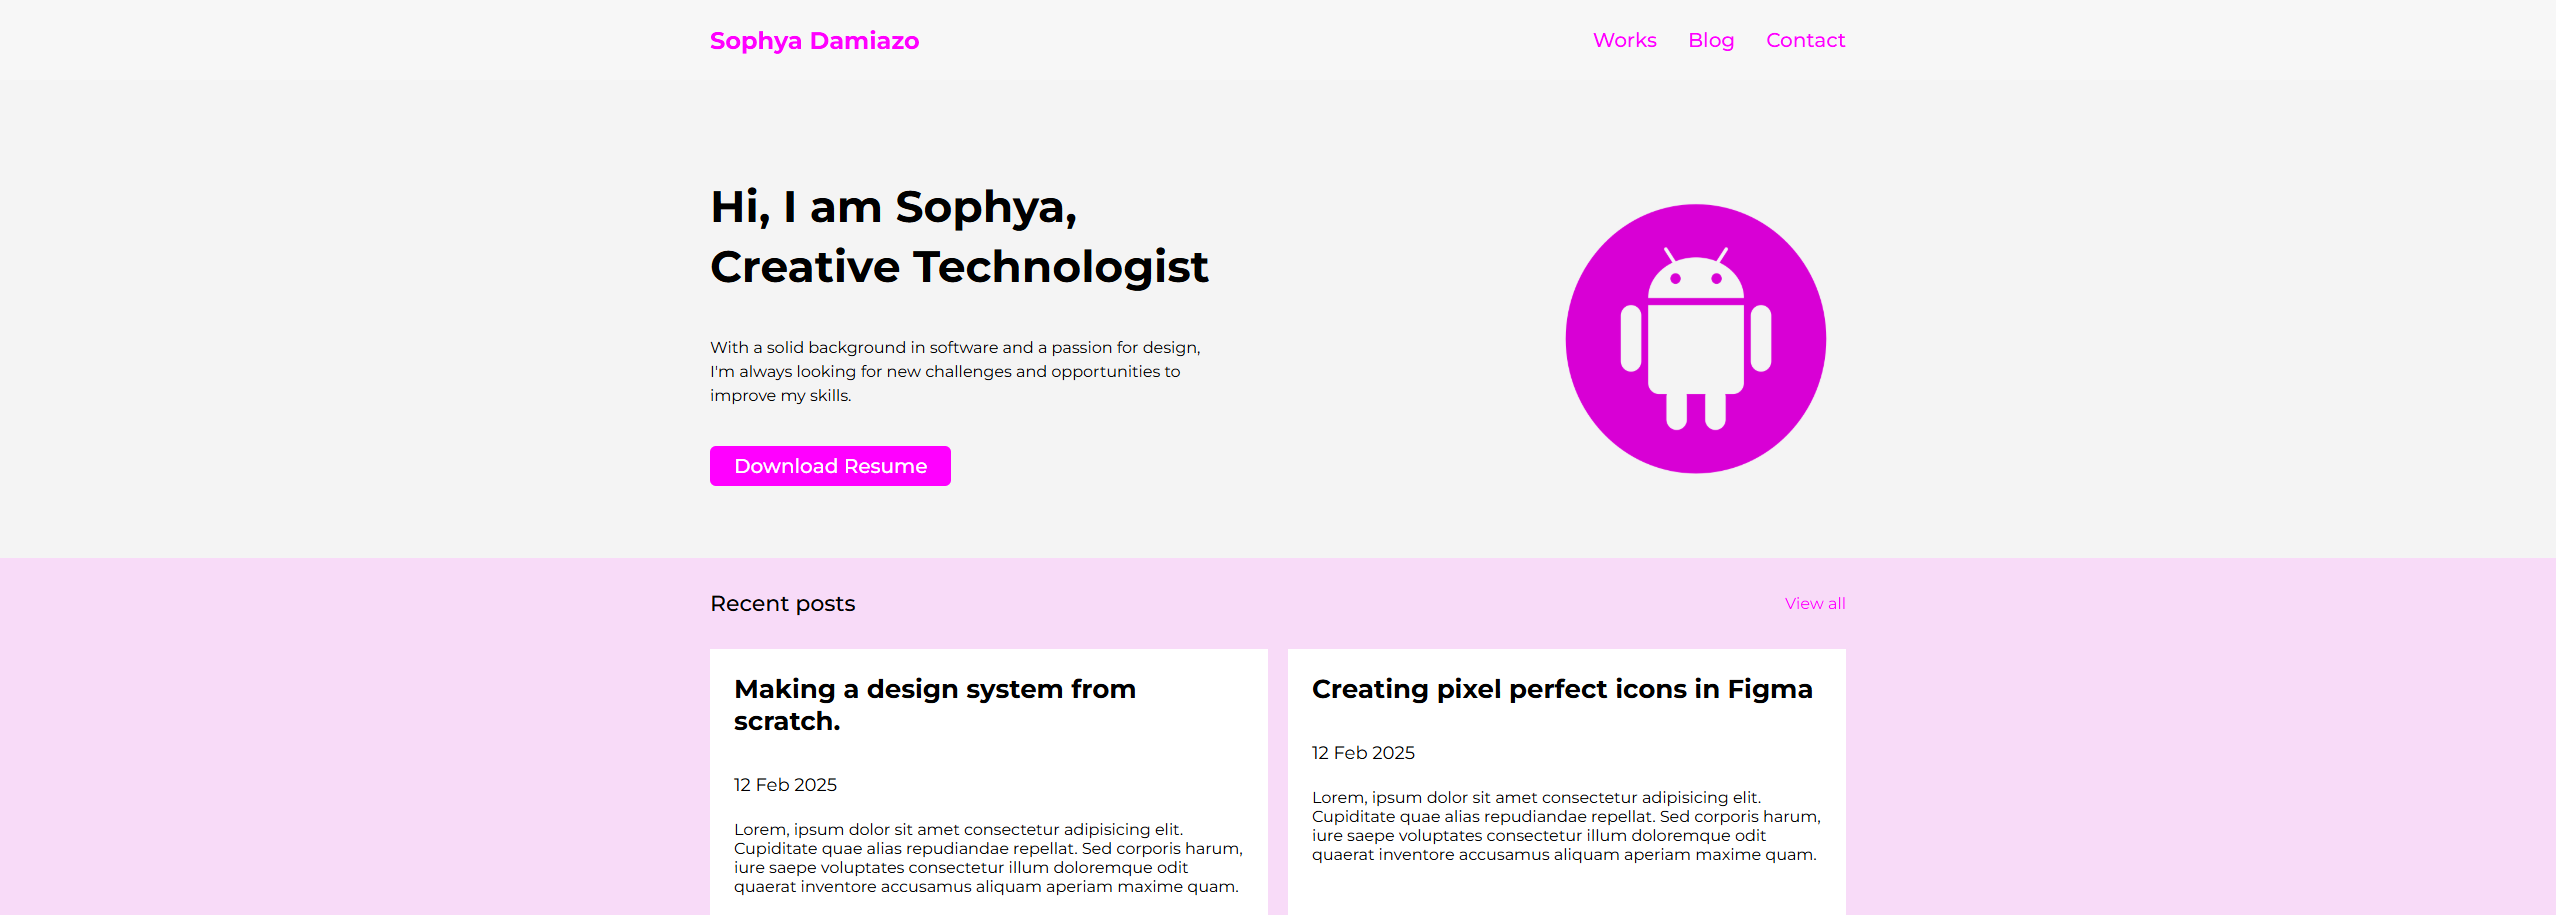 Sophya Damiazo
Works Blog Contact
Hi, I am Sophya,
Creative Technologist
With a solid background in software and a passion for design,
I'm always looking for new challenges and opportunities to
improve my skills.
Download Resume
Recent posts
View all
Making a design system from
scratch.
12 Feb 2025
Lorem, ipsum dolor sit amet consectetur adipisicing elit.
Cupiditate quae alias repudiandae repellat. Sed corporis harum,
iure saepe voluptates consectetur illum doloremque odit
quaerat inventore accusamus aliquam aperiam maxime quam.
Creating pixel perfect icons in Figma
12 Feb 2025
Lorem, ipsum dolor sit amet consectetur adipisicing elit.
Cupiditate quae alias repudiandae repellat. Sed corporis harum,
iure saepe voluptates consectetur illum doloremque odit
quaerat inventore accusamus aliquam aperiam maxime quam.